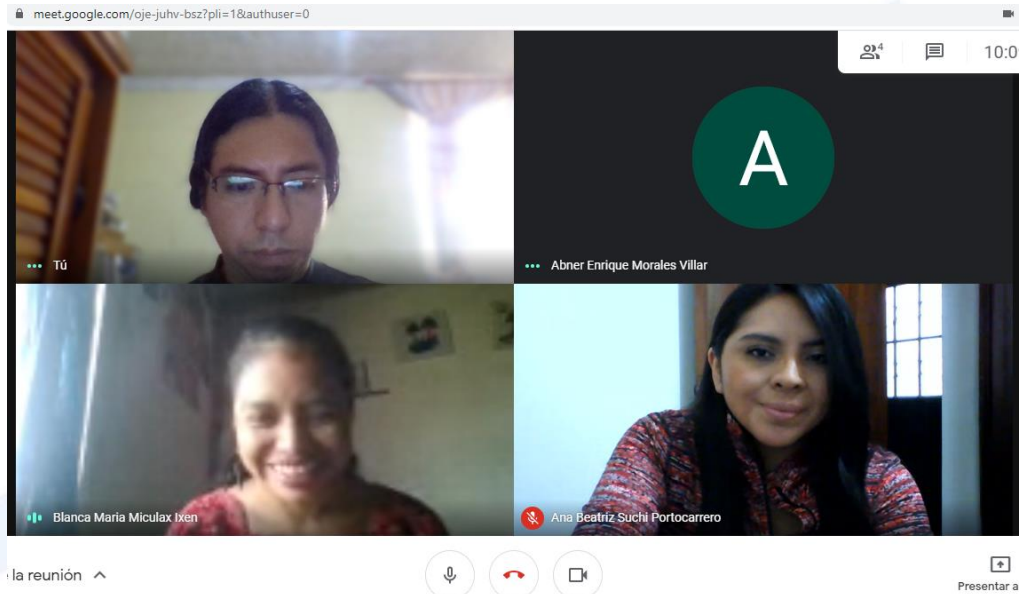 meet.google.com/oje-juhv-bsz?pli=1&authuser=0
4
10:0
A
Tú
Abner Enrique Morales Villar
Blanca Maria Miculax Ixen
Ana Beatriz Suchi Portocarrero
la reunión
Presentar a